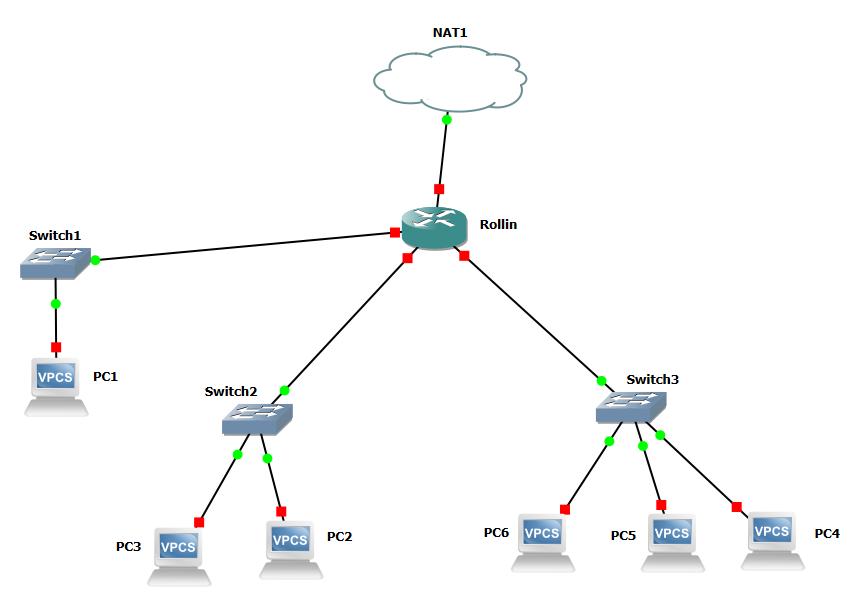 NAT1
Rollin
Switch1
VPCS
PC1
Switch2
Switch3
PC3
VPCS
VPCS
PC2
PC6
VPCS
PC5
VPCS
VPCS
PC4